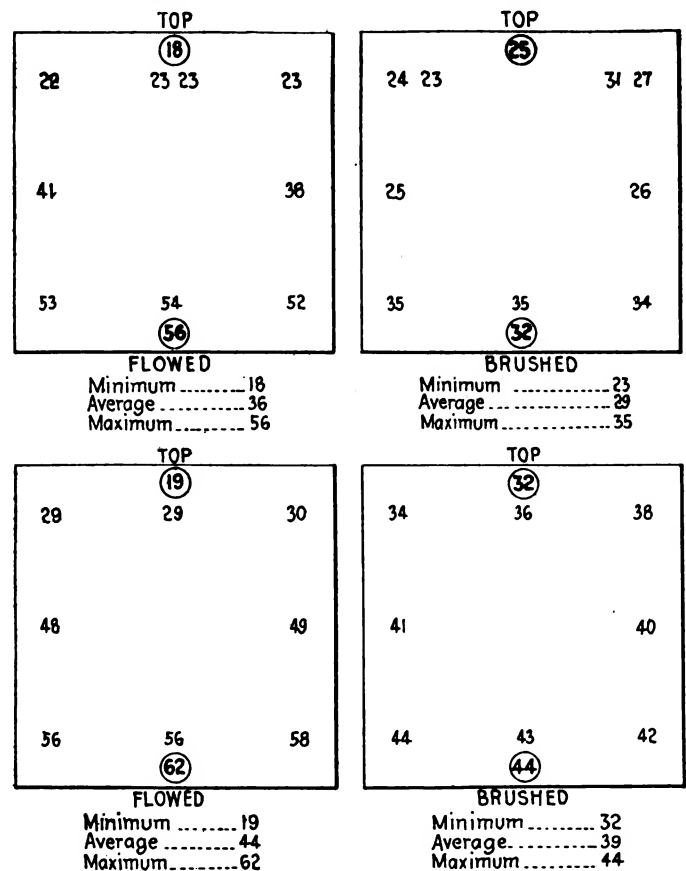 TOP
18
22 23 23 23
41 38
53 54 52
56
FLOWED
Minimum ........ 18
Average ........... 36
Maximum ........ 56
TOP
25
24 23 31 27
25 26
35 35 34
32
BRUSHED
Minimum ............ 23
Average ............... 29
Maximum ............ 35
TOP
19
29 29 30
48 49
56 56 58
62
FLOWED
Minimum ........ 19
Average .......... 44
Maximum ........ 62
TOP
32
34 36 38
41 40
44 43 42
44
BRUSHED
Minimum .......... 32
Average ............. 39
Maximum .......... 44